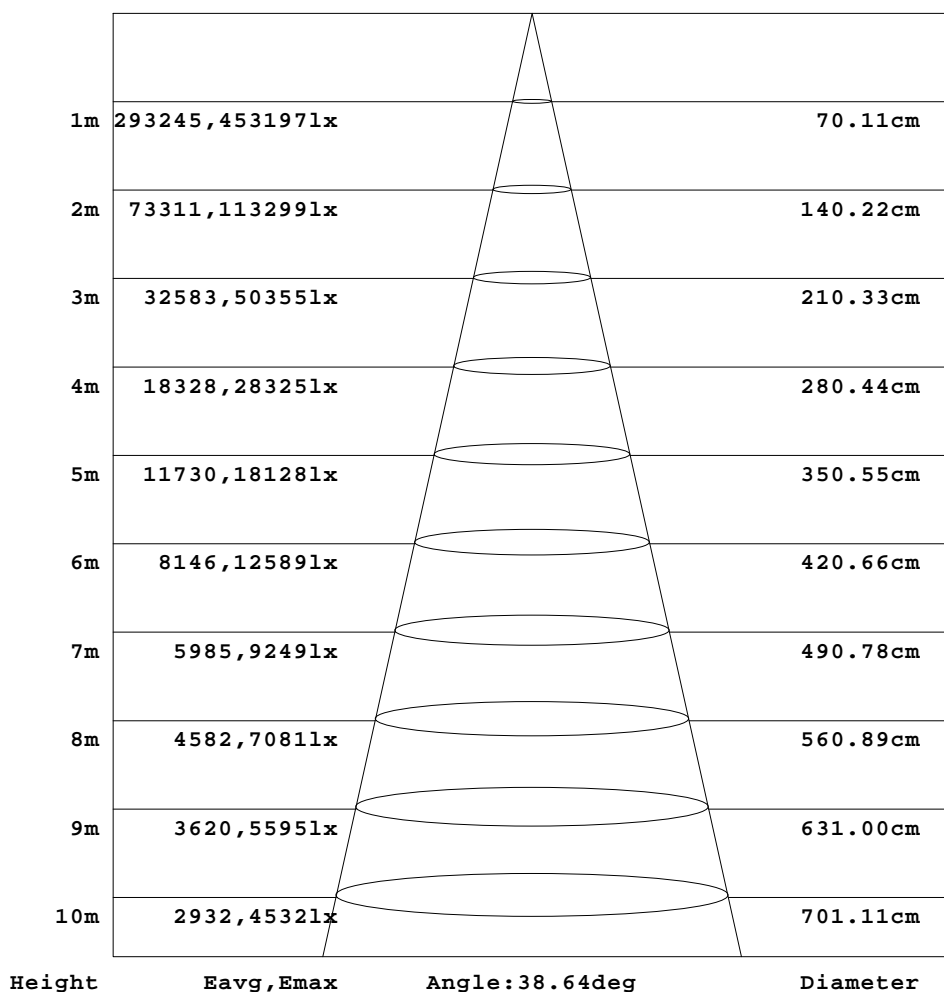 1m 293245,453197lx 70.11cm
2m 73311,113299lx 140.22cm
3m 32583,50355lx 210.33cm
4m 18328,28325lx 280.44cm
5m 11730,18128lx 350.55cm
6m 8146,12589lx 420.66cm
7m 5985,9249lx 490.78cm
8m 4582,7081lx 560.89cm
9m 3620,5595lx 631.00cm
10m 2932,4532lx 701.11cm
Height Eavg,Emax Angle:38.64deg Diameter